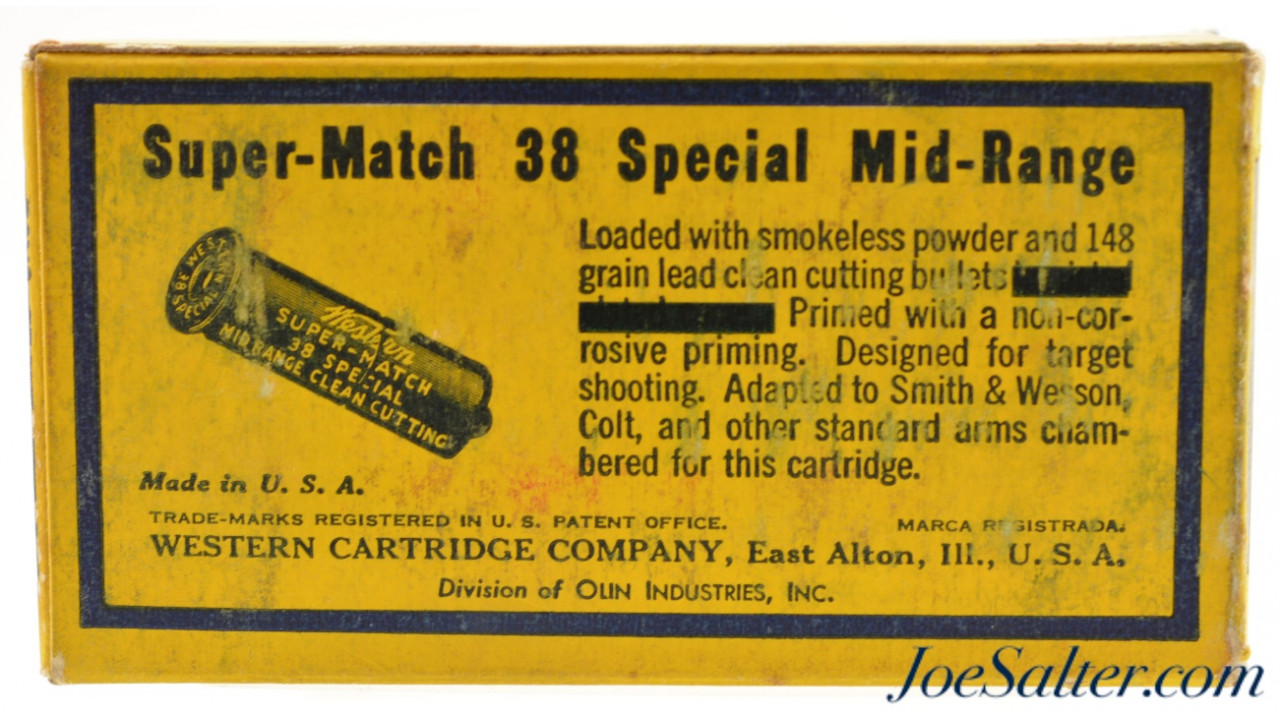 Super-Match 38 Special Mid-Range
Loaded with smokeless powder and 148
grain lead clean cutting bullets
Primed with a non-cor-
rosive priming. Designed for target
shooting. Adapted to Smith & Wesson,
Colt, and other standard arms cham-
bered for this cartridge.
38 WEST
SPECIAL
Western
SUPER-MATCH
38 SPECIAL
MID RANGE CLEAN CUTTING
Made in U. S. A.
TRADE-MARKS REGISTERED IN U. S. PATENT OFFICE. MARCA REGISTRADA.
WESTERN CARTRIDGE COMPANY, East Alton, Ill., U. S. A.
Division of OLIN INDUSTRIES, INC.
JoeSalter.com